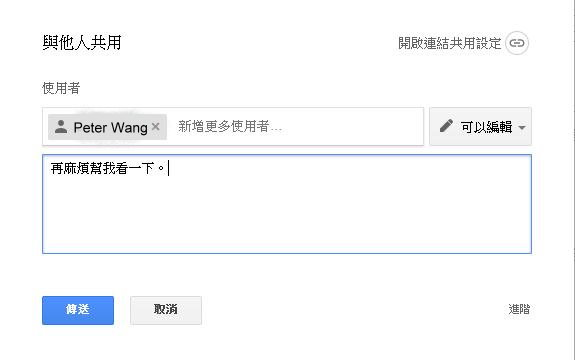 與他人共用
開啟連結共用設定
使用者
Peter Wang × 新增更多使用者...
可以編輯
再麻煩幫我看一下。
傳送
取消
進階